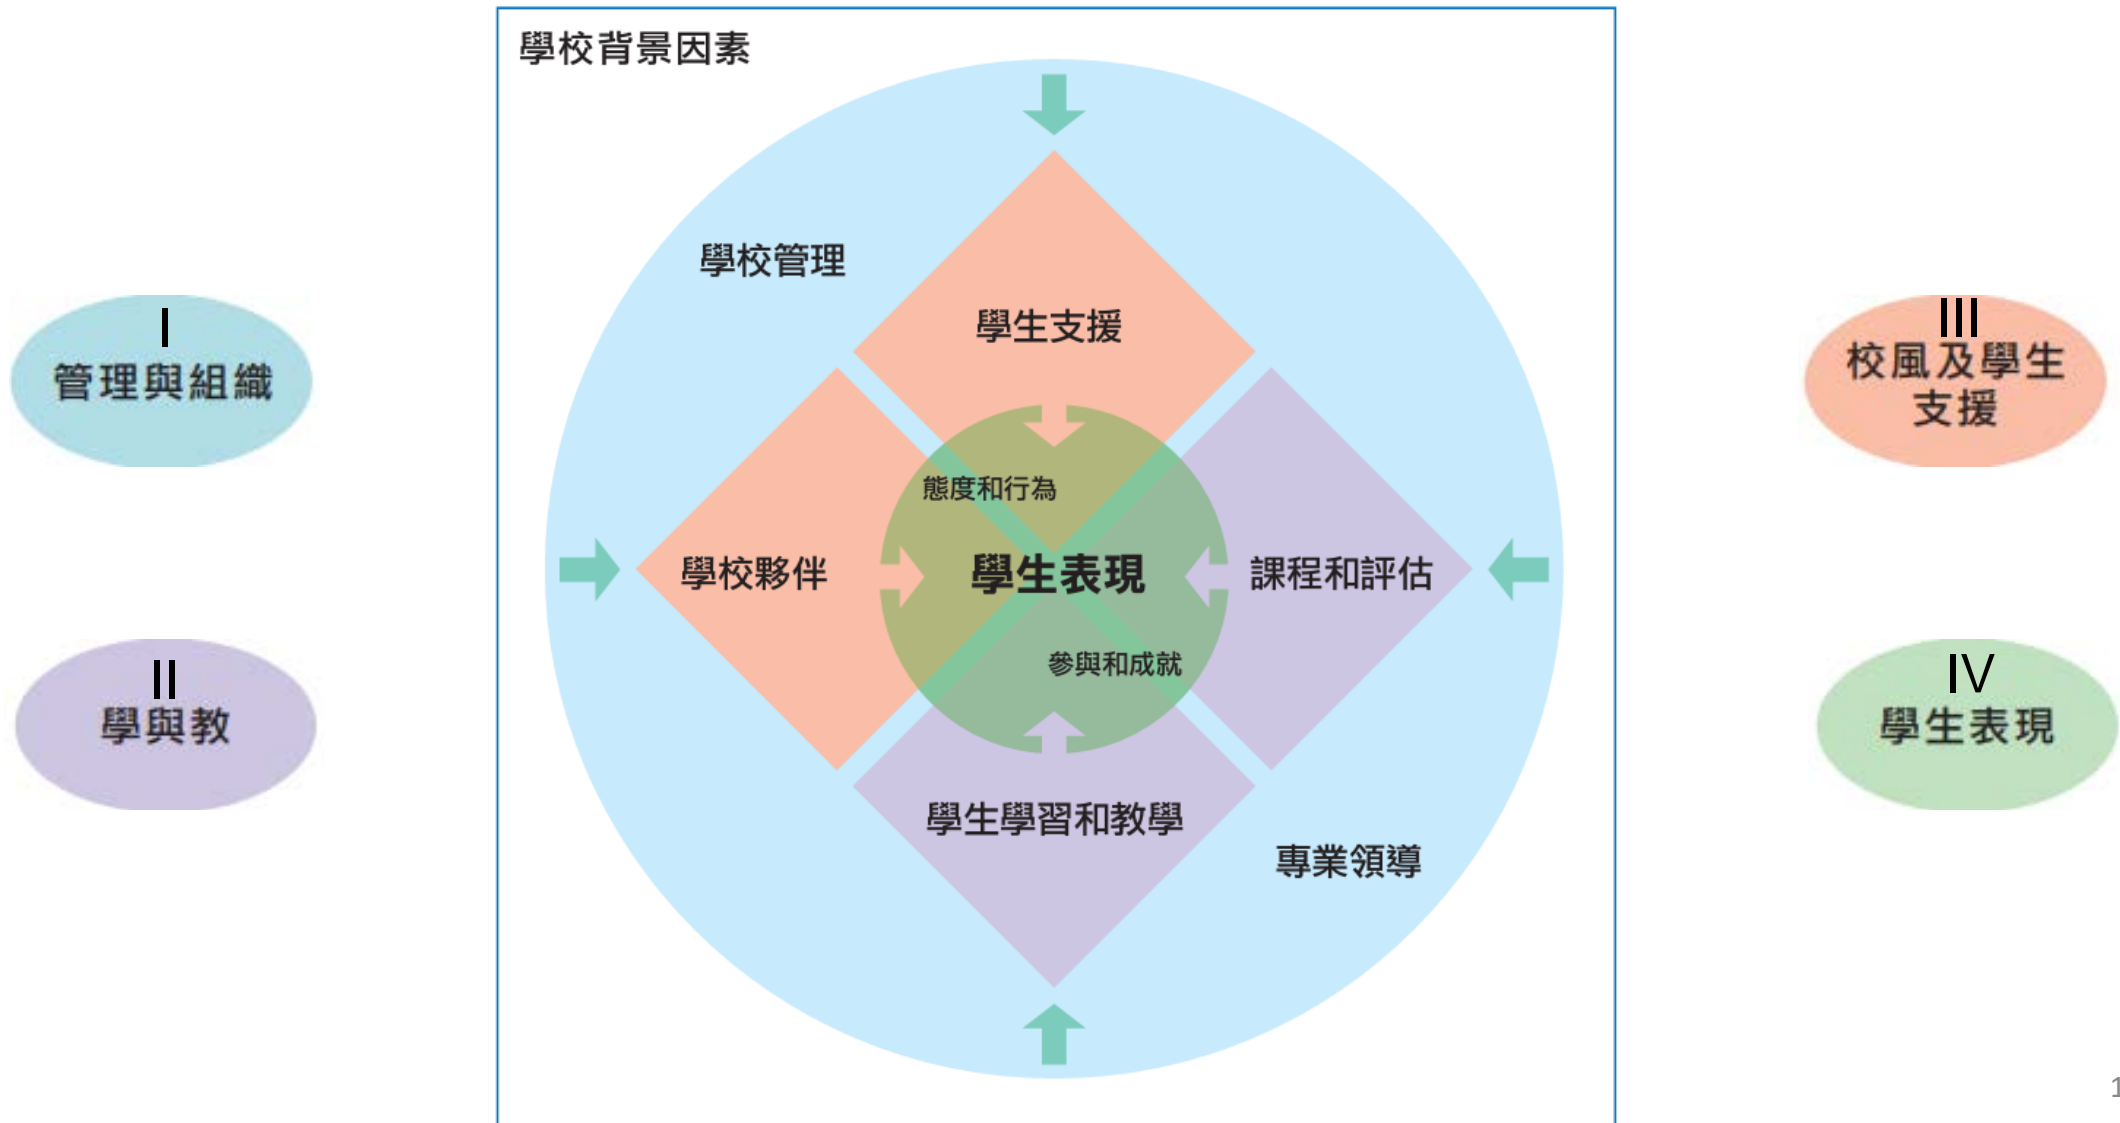 學校背景因素
學校管理
學生支援
I
管理與組織
III
校風及學生
支援
態度和行為
學校夥伴
學生表現
課程和評估
參與和成就
II
學與教
IV
學生表現
學生學習和教學
專業領導
1